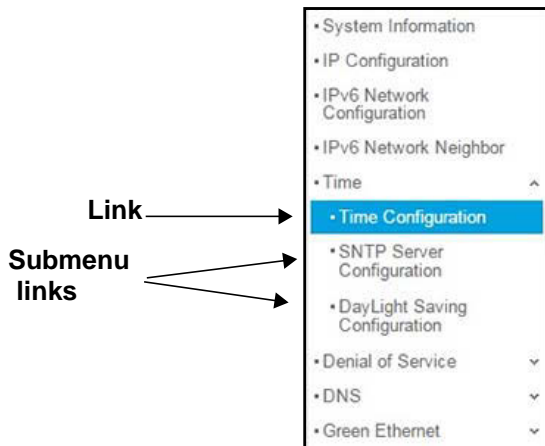 • System Information
• IP Configuration
• IPv6 Network
Configuration
• IPv6 Network Neighbor
• Time
Link
• Time Configuration
Submenu
links
• SNTP Server
Configuration
• DayLight Saving
Configuration
• Denial of Service
• DNS
• Green Ethernet